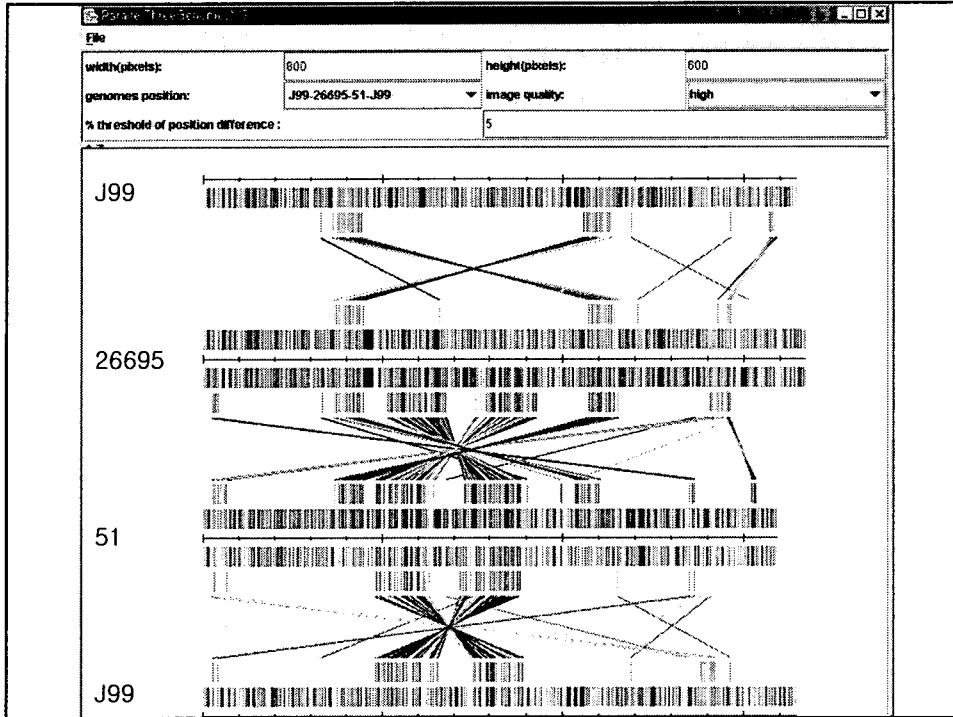 File
width(pixels): 800 height(pixels): 600
genomes position: J99-26695-51-J99 image quality: high
% threshold of position difference : 5
J99
26695
51
J99